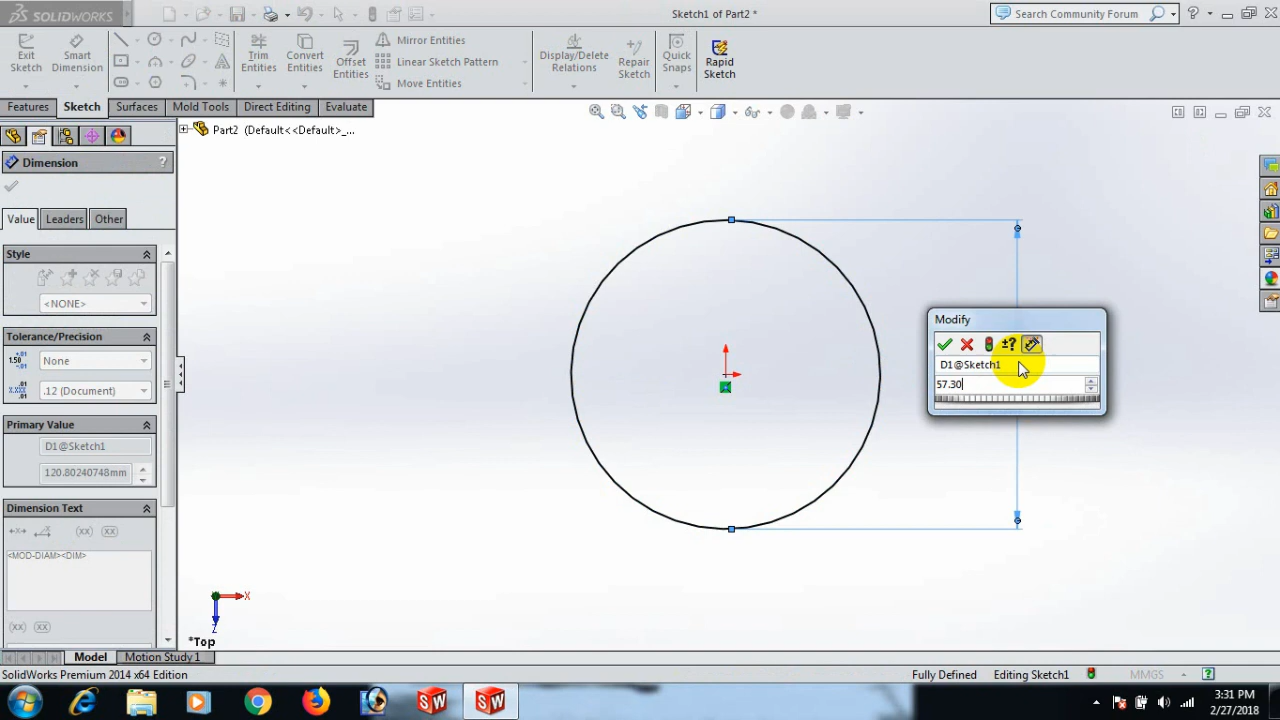 SOLIDWORKS
Sketch1 of Part2 *
Search Community Forum
Exit Sketch
Smart Dimension
Trim Entities
Convert Entities
Offset Entities
Mirror Entities
Linear Sketch Pattern
Move Entities
Display/Delete Relations
Repair Sketch
Quick Snaps
Rapid Sketch
Features
Sketch
Surfaces
Mold Tools
Direct Editing
Evaluate
Part2 (Default<<Default>_...
Dimension
?
Value
Leaders
Other
Style
<NONE>
Tolerance/Precision
None
.12 (Document)
Primary Value
D1@Sketch1
120.80240748mm
Dimension Text
<MOD-DIAM><DIM>
Modify
D1@Sketch1
57.30
X
Z
*Top
Model
Motion Study 1
SolidWorks Premium 2014 x64 Edition
Fully Defined
Editing Sketch1
MMGS
3:31 PM
2/27/2018